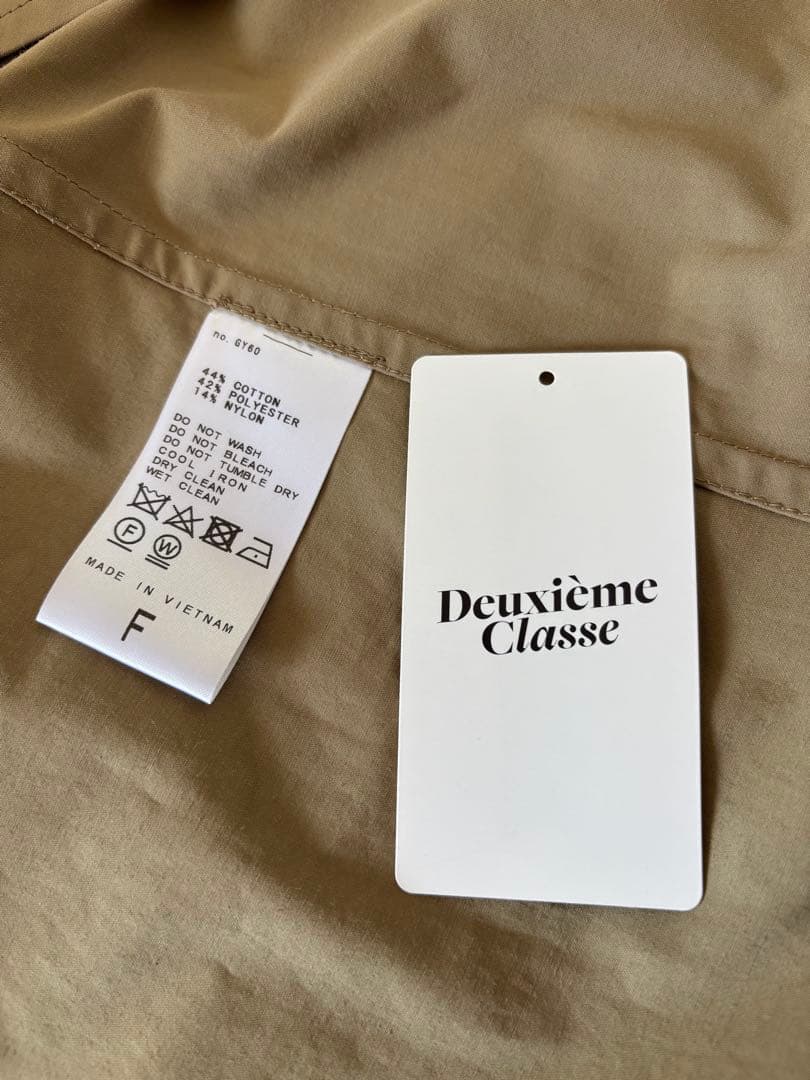 no. GY60
44% COTTON
42% POLYESTER
14% NYLON
DO NOT WASH
DO NOT BLEACH
DO NOT TUMBLE DRY
COOL IRON
DRY CLEAN
WET CLEAN
F W
MADE IN VIETNAM
F
Deuxième
Classe